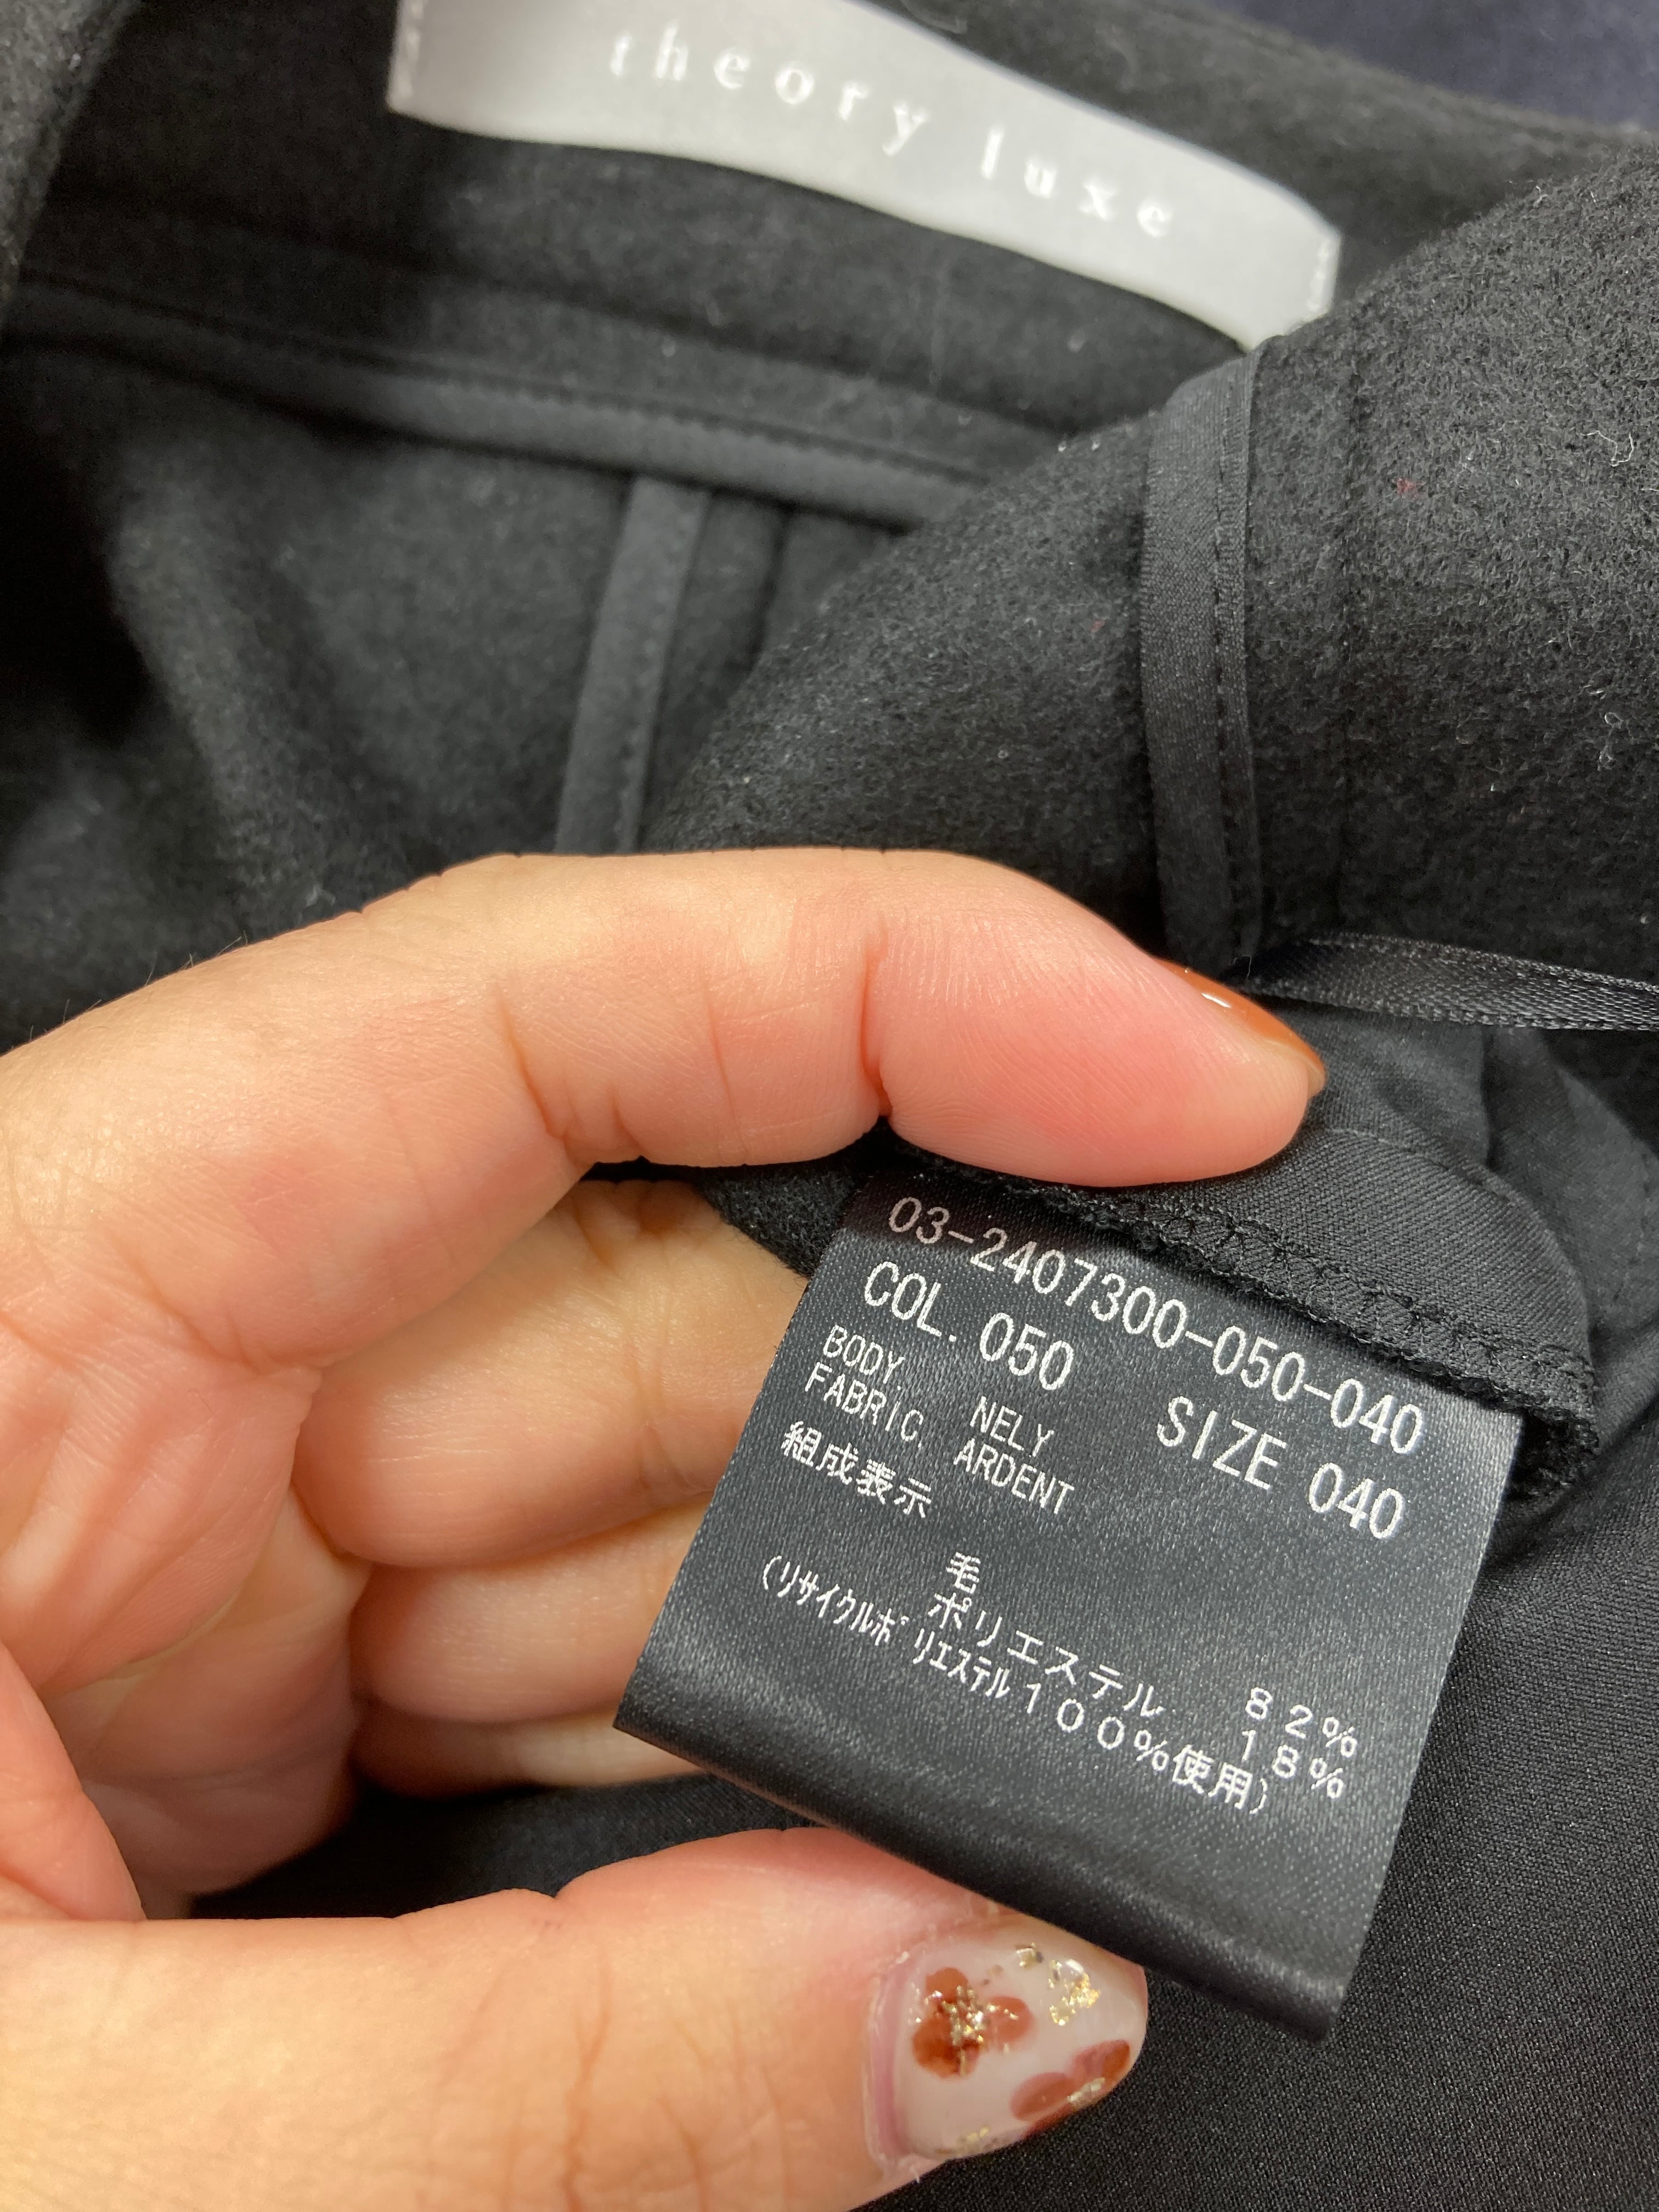 theory luxe
03-2407300-050-040
COL. 050 SIZE 040
BODY. NELY
FABRIC. ARDENT
組成表示
毛 82%
ポリエステル 18%
(ﾘｻｲｸﾙﾎﾟﾘｴｽﾃﾙ100%使用)